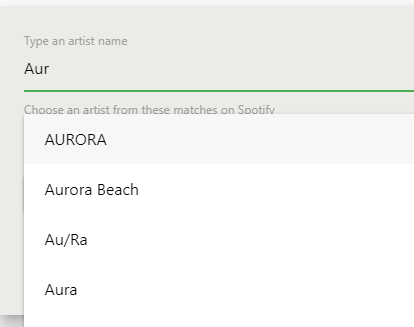 Type an artist name
Aur
Choose an artist from these matches on Spotify
AURORA
Aurora Beach
Au/Ra
Aura